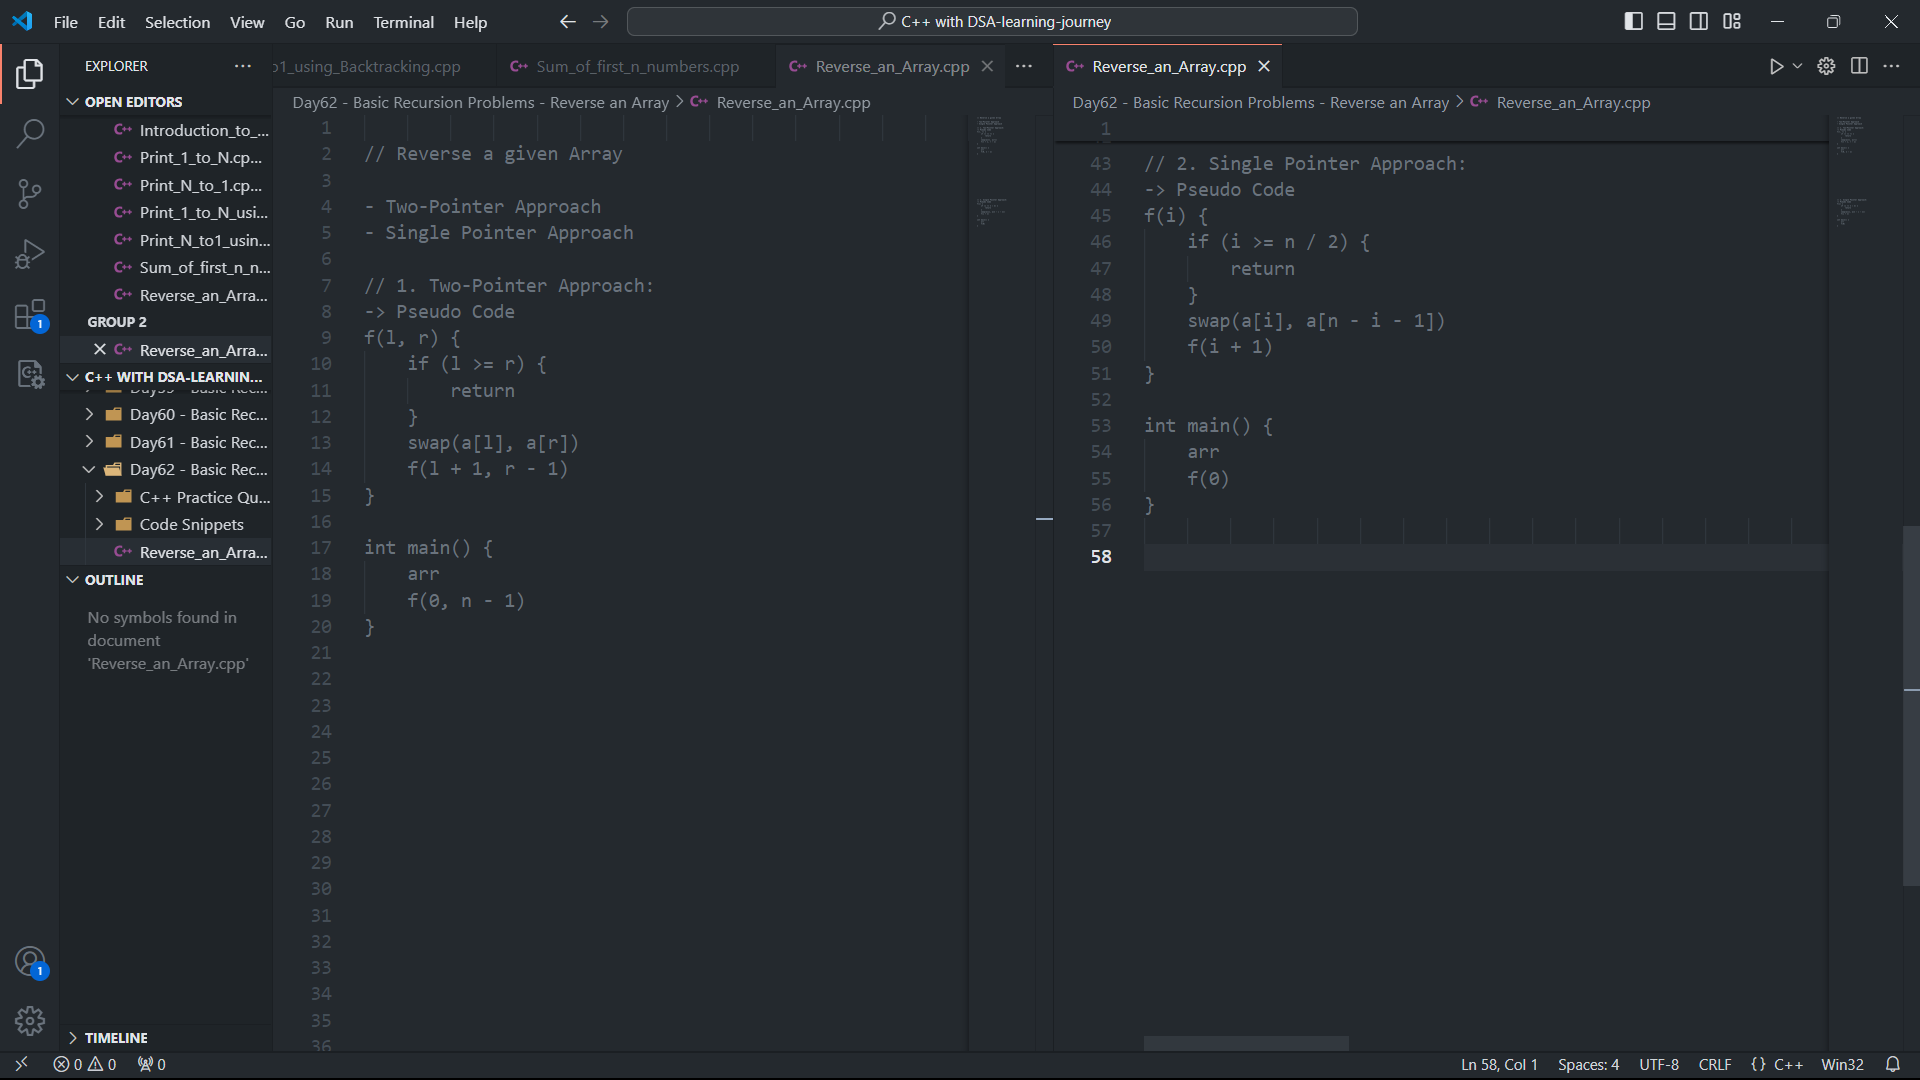 File Edit Selection View Go Run Terminal Help
C++ with DSA-learning-journey
EXPLORER
OPEN EDITORS
Introduction_to_...
Print_1_to_N.cp...
Print_N_to_1.cp...
Print_1_to_N_usi...
Print_N_to1_usin...
Sum_of_first_n_n...
Reverse_an_Arra...
GROUP 2
Reverse_an_Arra...
C++ WITH DSA-LEARNIN...
Day60 - Basic Rec...
Day61 - Basic Rec...
Day62 - Basic Rec...
C++ Practice Qu...
Code Snippets
Reverse_an_Arra...
OUTLINE
No symbols found in
document
'Reverse_an_Array.cpp'
TIMELINE
o1_using_Backtracking.cpp
Sum_of_first_n_numbers.cpp
Reverse_an_Array.cpp
Day62 - Basic Recursion Problems - Reverse an Array > Reverse_an_Array.cpp
1
2 // Reverse a given Array
3
4 - Two-Pointer Approach
5 - Single Pointer Approach
6
7 // 1. Two-Pointer Approach:
8 -> Pseudo Code
9 f(l, r) {
10 if (l >= r) {
11 return
12 }
13 swap(a[l], a[r])
14 f(l + 1, r - 1)
15 }
16
17 int main() {
18 arr
19 f(0, n - 1)
20 }
21
22
23
24
25
26
27
28
29
30
31
32
33
34
35
36
Reverse_an_Array.cpp
Day62 - Basic Recursion Problems - Reverse an Array > Reverse_an_Array.cpp
1
43 // 2. Single Pointer Approach:
44 -> Pseudo Code
45 f(i) {
46 if (i >= n / 2) {
47 return
48 }
49 swap(a[i], a[n - i - 1])
50 f(i + 1)
51 }
52
53 int main() {
54 arr
55 f(0)
56 }
57
58
0 0 0
Ln 58, Col 1 Spaces: 4 UTF-8 CRLF {} C++ Win32